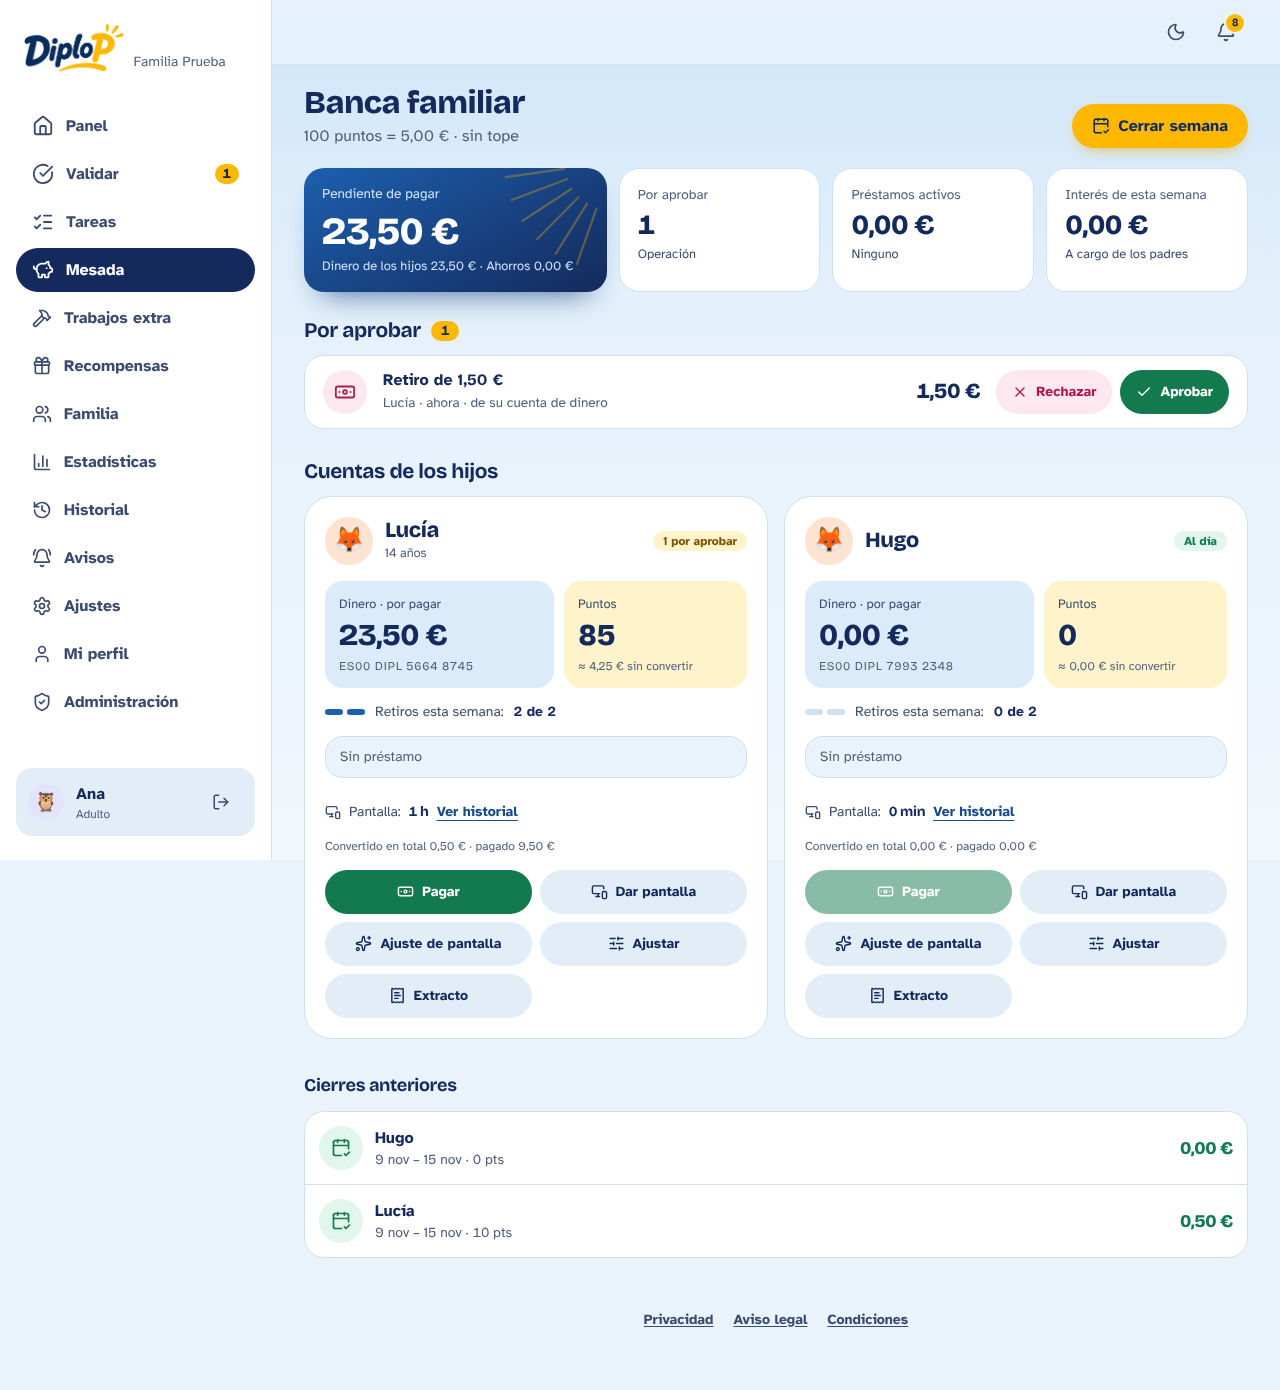 DiploP
Familia Prueba
8
Panel
Validar
1
Tareas
Mesada
Trabajos extra
Recompensas
Familia
Estadísticas
Historial
Avisos
Ajustes
Mi perfil
Administración
Ana
Adulto
Banca familiar
100 puntos = 5,00 € · sin tope
Cerrar semana
Pendiente de pagar
23,50 €
Dinero de los hijos 23,50 € · Ahorros 0,00 €
Por aprobar
1
Operación
Préstamos activos
0,00 €
Ninguno
Interés de esta semana
0,00 €
A cargo de los padres
Por aprobar 1
Retiro de 1,50 €
Lucía · ahora · de su cuenta de dinero
1,50 €
Rechazar
Aprobar
Cuentas de los hijos
Lucía
14 años
1 por aprobar
Dinero · por pagar
23,50 €
ES00 DIPL 5664 8745
Puntos
85
≈ 4,25 € sin convertir
Retiros esta semana: 2 de 2
Sin préstamo
Pantalla: 1 h Ver historial
Convertido en total 0,50 € · pagado 9,50 €
Pagar
Dar pantalla
Ajuste de pantalla
Ajustar
Extracto
Hugo
Al día
Dinero · por pagar
0,00 €
ES00 DIPL 7993 2348
Puntos
0
≈ 0,00 € sin convertir
Retiros esta semana: 0 de 2
Sin préstamo
Pantalla: 0 min Ver historial
Convertido en total 0,00 € · pagado 0,00 €
Pagar
Dar pantalla
Ajuste de pantalla
Ajustar
Extracto
Cierres anteriores
Hugo
9 nov – 15 nov · 0 pts
0,00 €
Lucía
9 nov – 15 nov · 10 pts
0,50 €
Privacidad Aviso legal Condiciones